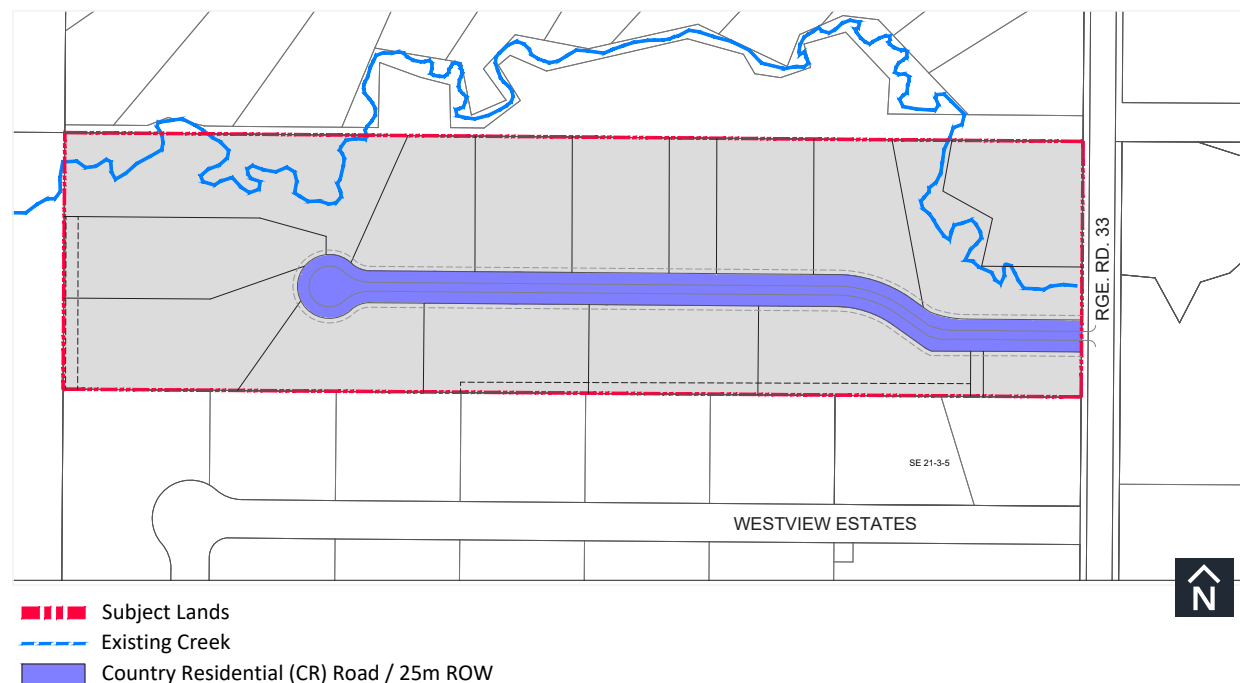 RGE. RD. 33
SE 21-3-5
WESTVIEW ESTATES
N
Subject Lands
Existing Creek
Country Residential (CR) Road / 25m ROW